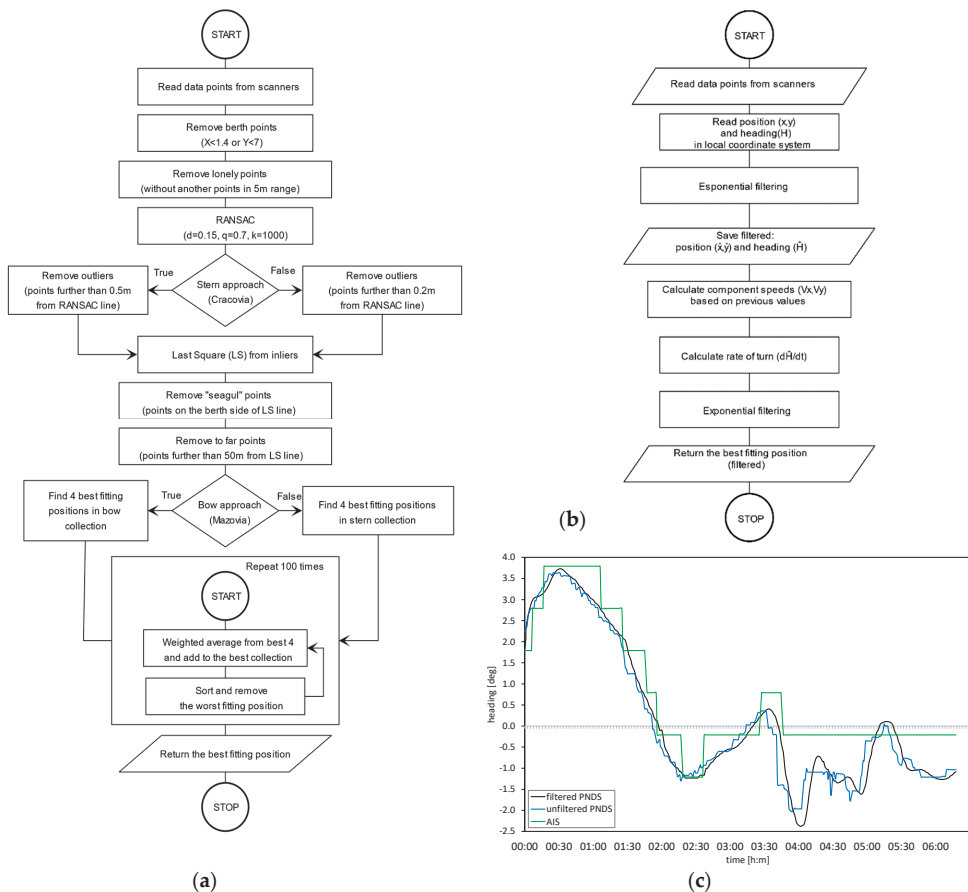 START
Read data points from scanners
Remove berth points
(X<1.4 or Y<7)
Remove lonely points
(without another points in 5m range)
RANSAC
(d=0.15, q=0.7, k=1000)
True
False
Remove outliers
(points further than 0.5m
from RANSAC line)
Stern approach
(Cracovia)
Remove outliers
(points further than 0.2m
from RANSAC line)
Last Square (LS) from inliers
Remove "seagul" points
(points on the berth side of LS line)
Remove to far points
(points further than 50m from LS line)
True
False
Find 4 best fitting
positions in bow
collection
Bow approach
(Mazovia)
Find 4 best fitting positions
in stern collection
Repeat 100 times
START
Weighted average from best 4
and add to the best collection
Sort and remove
the worst fitting position
Return the best fitting position
STOP
(a)
START
Read data points from scanners
Read position (x,y)
and heading(H)
in local coordinate system
Esponential filtering
Save filtered:
position (x̂,ŷ) and heading (Ĥ)
Calculate component speeds (Vx,Vy)
based on previous values
Calculate rate of turn (dĤ/dt)
Exponential filtering
Return the best fitting position
(filtered)
STOP
(b)
4.0
3.5
3.0
2.5
2.0
1.5
1.0
0.5
0.0
-0.5
-1.0
-1.5
-2.0
-2.5
heading [deg]
filtered PNDS
unfiltered PNDS
AIS
00:00 00:30 01:00 01:30 02:00 02:30 03:00 03:30 04:00 04:30 05:00 05:30 06:00
time [h:m]
(c)